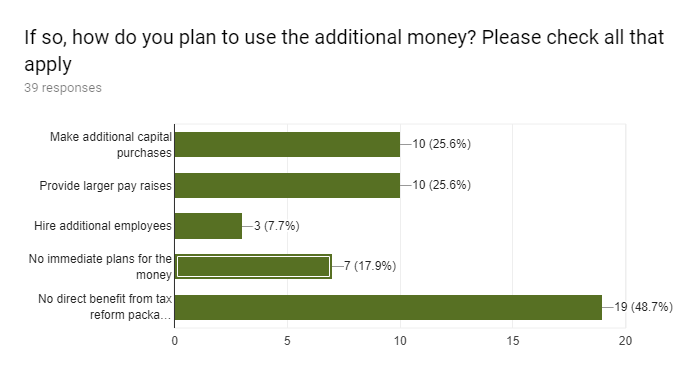 If so, how do you plan to use the additional money? Please check all that
apply
39 responses
Make additional capital
purchases
10 (25.6%)
Provide larger pay raises
10 (25.6%)
Hire additional employees
3 (7.7%)
No immediate plans for the
money
7 (17.9%)
No direct benefit from tax
reform packa…
19 (48.7%)
0 5 10 15 20